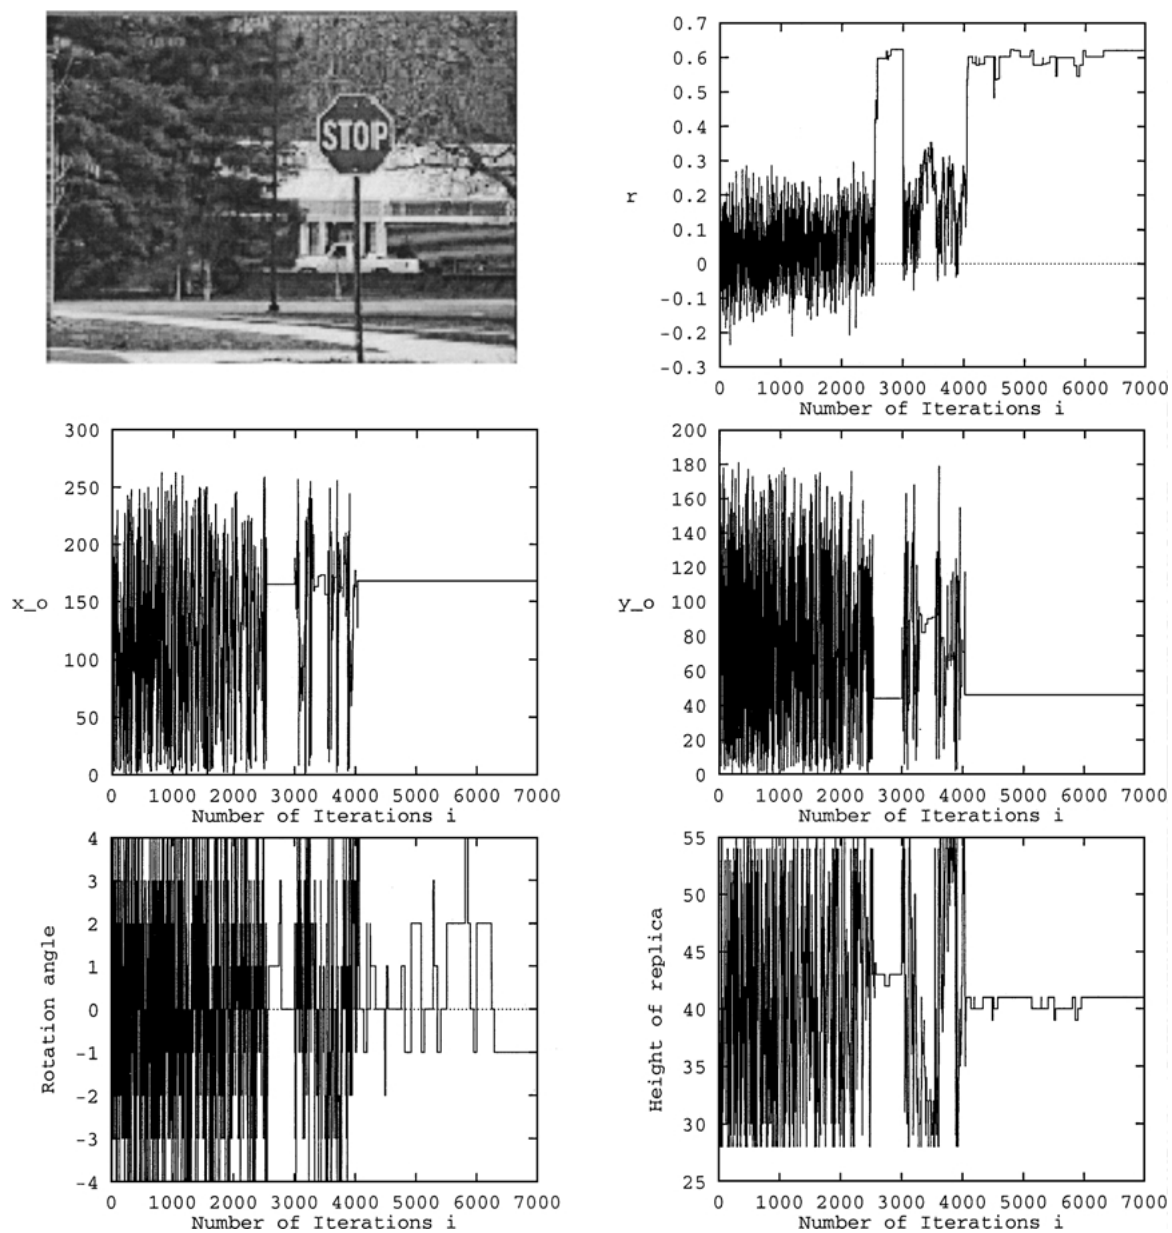 STOP
0.7
0.6
0.5
0.4
0.3
0.2
0.1
0
-0.1
-0.2
-0.3
r
0 1000 2000 3000 4000 5000 6000 7000
Number of Iterations i
300
250
200
150
100
50
0
x_o
0 1000 2000 3000 4000 5000 6000 7000
Number of Iterations i
200
180
160
140
120
100
80
60
40
20
0
y_o
0 1000 2000 3000 4000 5000 6000 7000
Number of Iterations i
4
3
2
1
0
-1
-2
-3
-4
Rotation angle
0 1000 2000 3000 4000 5000 6000 7000
Number of Iterations i
55
50
45
40
35
30
25
Height of replica
0 1000 2000 3000 4000 5000 6000 7000
Number of Iterations i